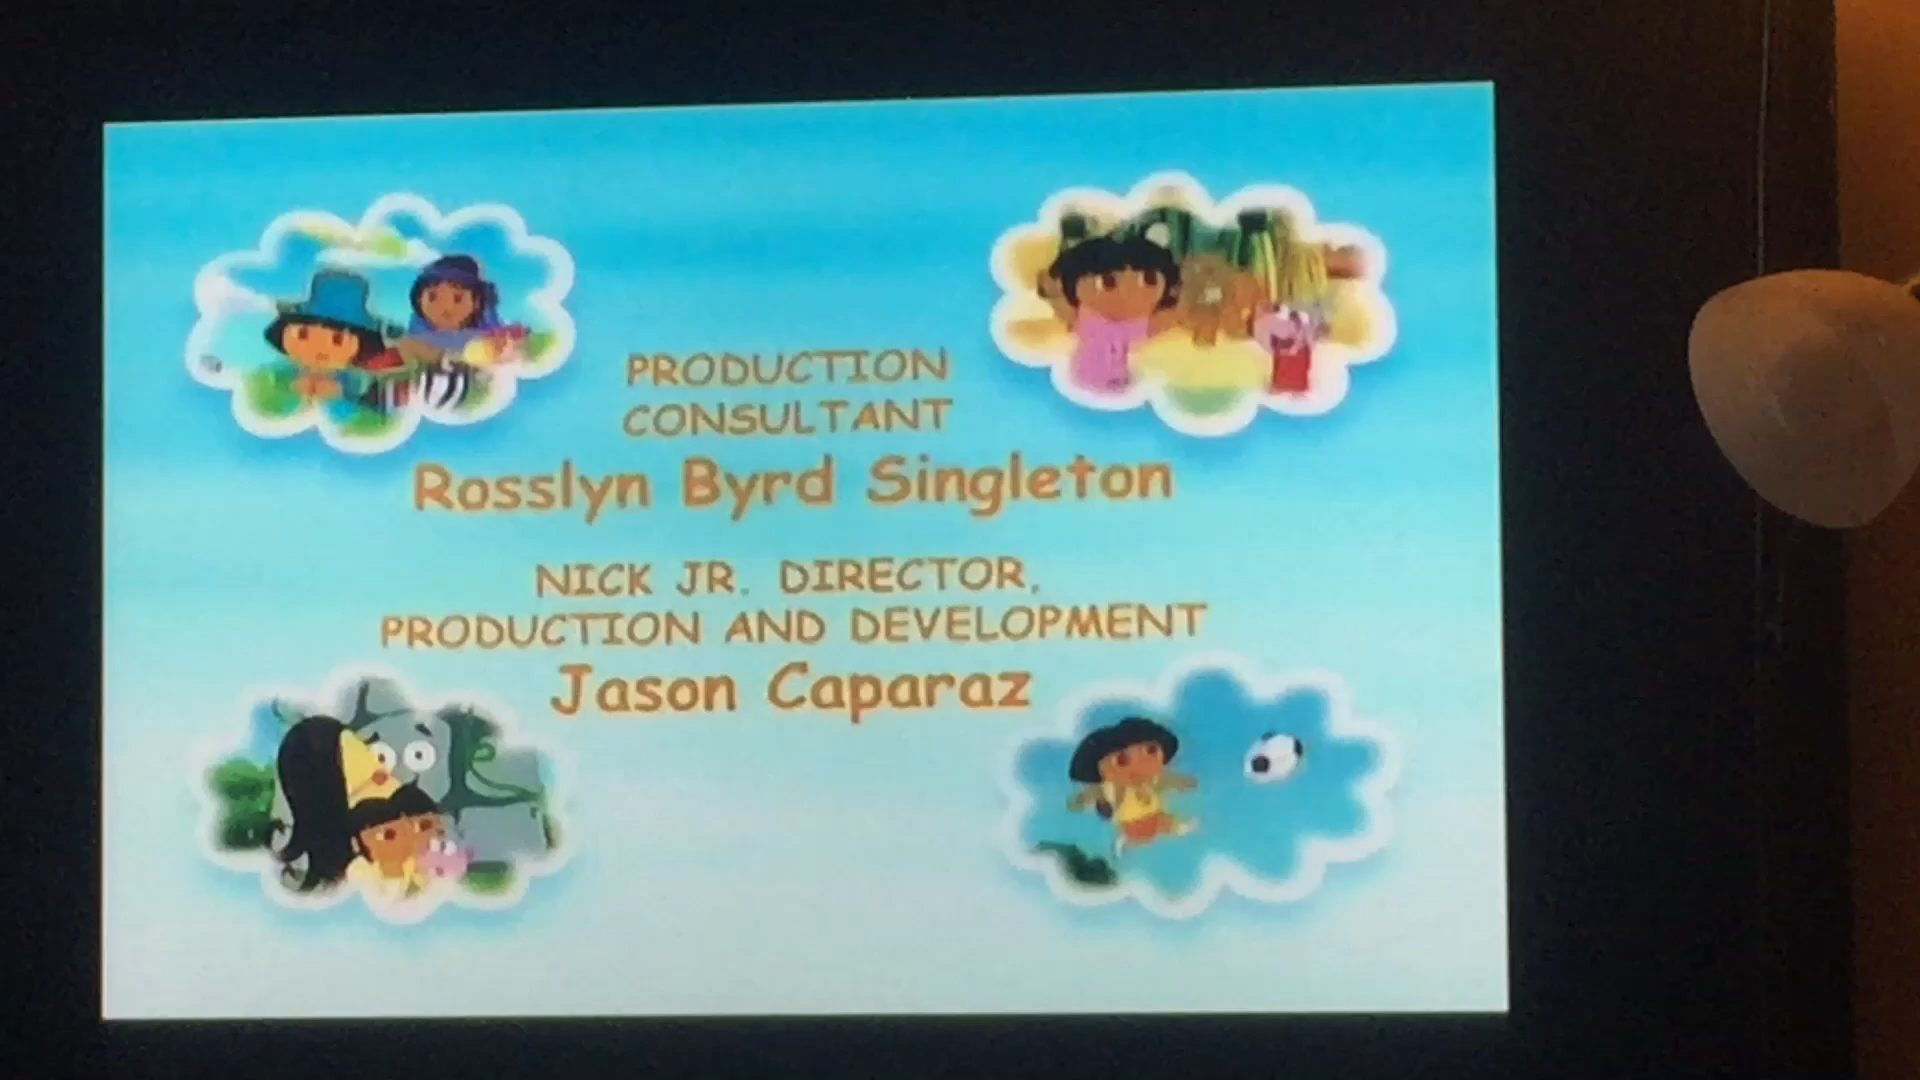 PRODUCTION
CONSULTANT
Rosslyn Byrd Singleton
NICK JR. DIRECTOR,
PRODUCTION AND DEVELOPMENT
Jason Caparaz